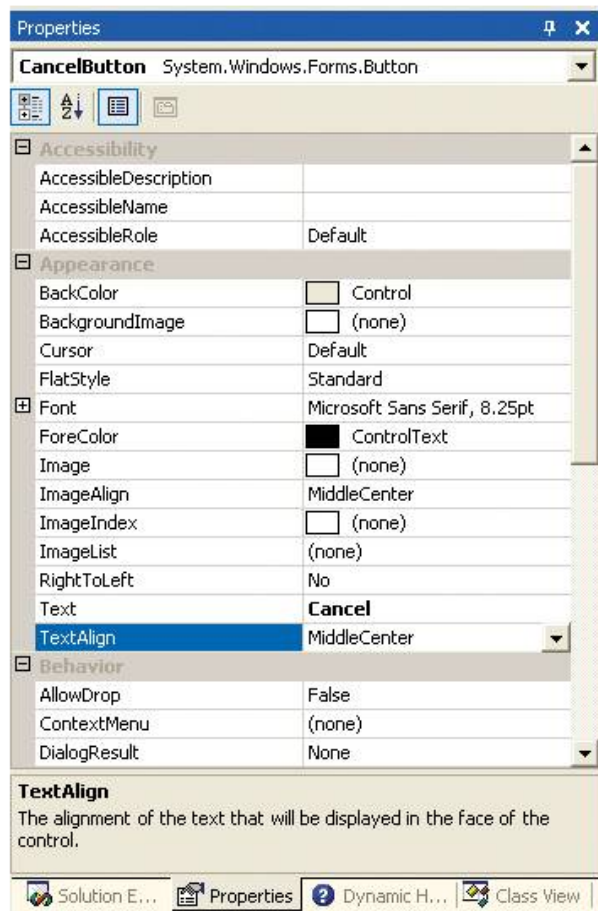 Properties
CancelButton System.Windows.Forms.Button
Accessibility
AccessibleDescription
AccessibleName
AccessibleRole Default
Appearance
BackColor Control
BackgroundImage (none)
Cursor Default
FlatStyle Standard
Font Microsoft Sans Serif, 8.25pt
ForeColor ControlText
Image (none)
ImageAlign MiddleCenter
ImageIndex (none)
ImageList (none)
RightToLeft No
Text Cancel
TextAlign MiddleCenter
Behavior
AllowDrop False
ContextMenu (none)
DialogResult None
TextAlign
The alignment of the text that will be displayed in the face of the
control.
Solution E... Properties Dynamic H... Class View